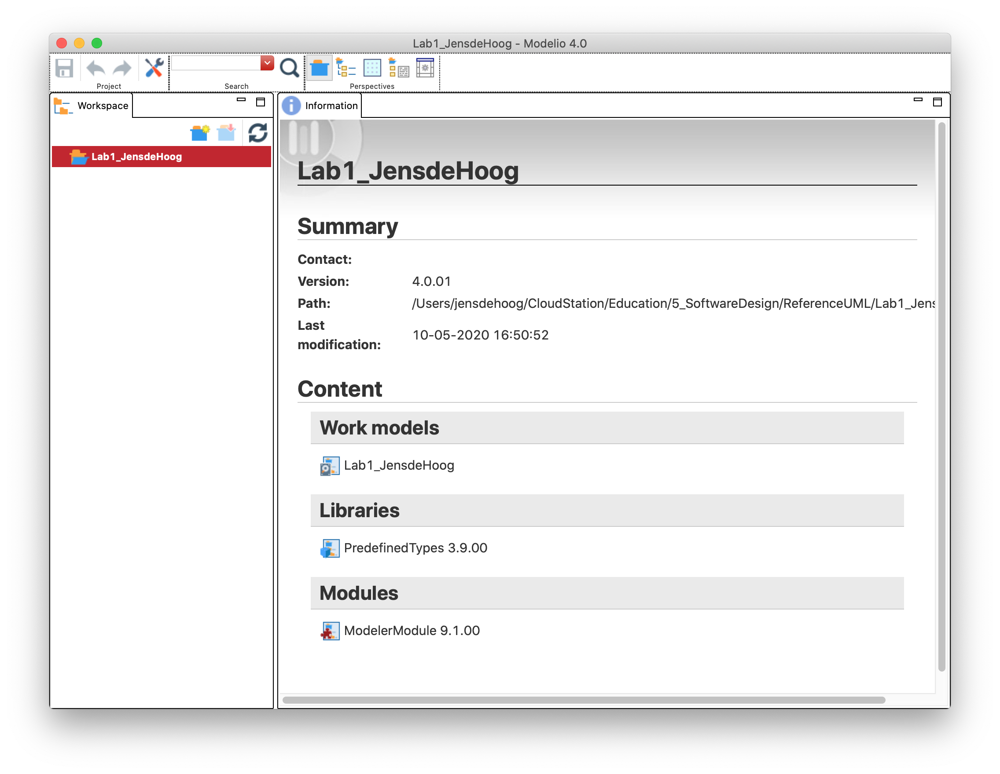 Lab1_JensdeHoog - Modelio 4.0
Project
Search
Perspectives
Workspace
Information
Lab1_JensdeHoog
Lab1_JensdeHoog
Summary
Contact:
Version: 4.0.01
Path: /Users/jensdehoog/CloudStation/Education/5_SoftwareDesign/ReferenceUML/Lab1_Jens
Last modification: 10-05-2020 16:50:52
Content
Work models
Lab1_JensdeHoog
Libraries
PredefinedTypes 3.9.00
Modules
ModelerModule 9.1.00